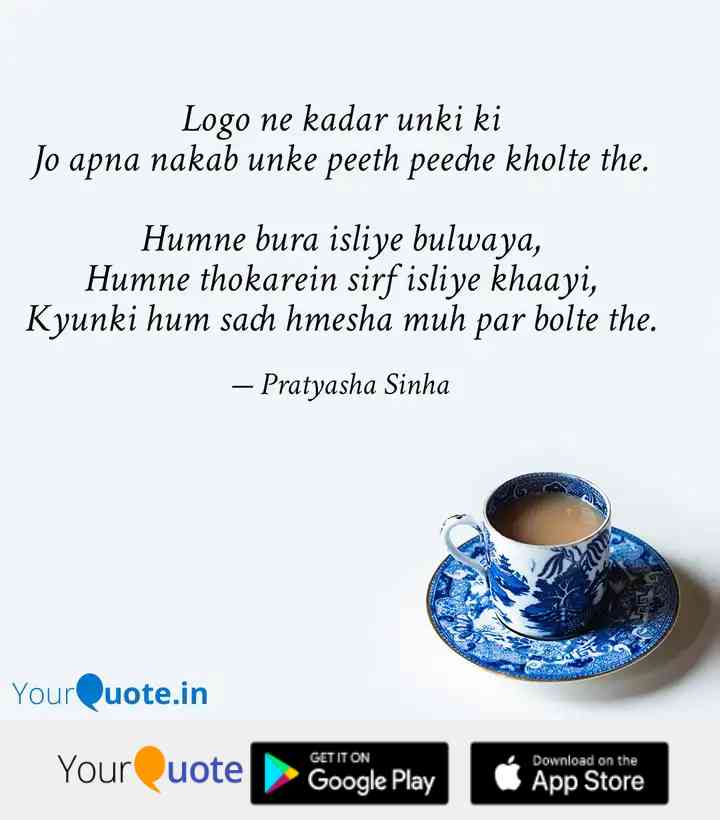 Logo ne kadar unki ki
Jo apna nakab unke peeth peeche kholte the.
Humne bura isliye bulwaya,
Humne thokarein sirf isliye khaayi,
Kyunki hum sach hmesha muh par bolte the.
— Pratyasha Sinha
YourQuote.in
YourQuote
GET IT ON
Google Play
Download on the
App Store